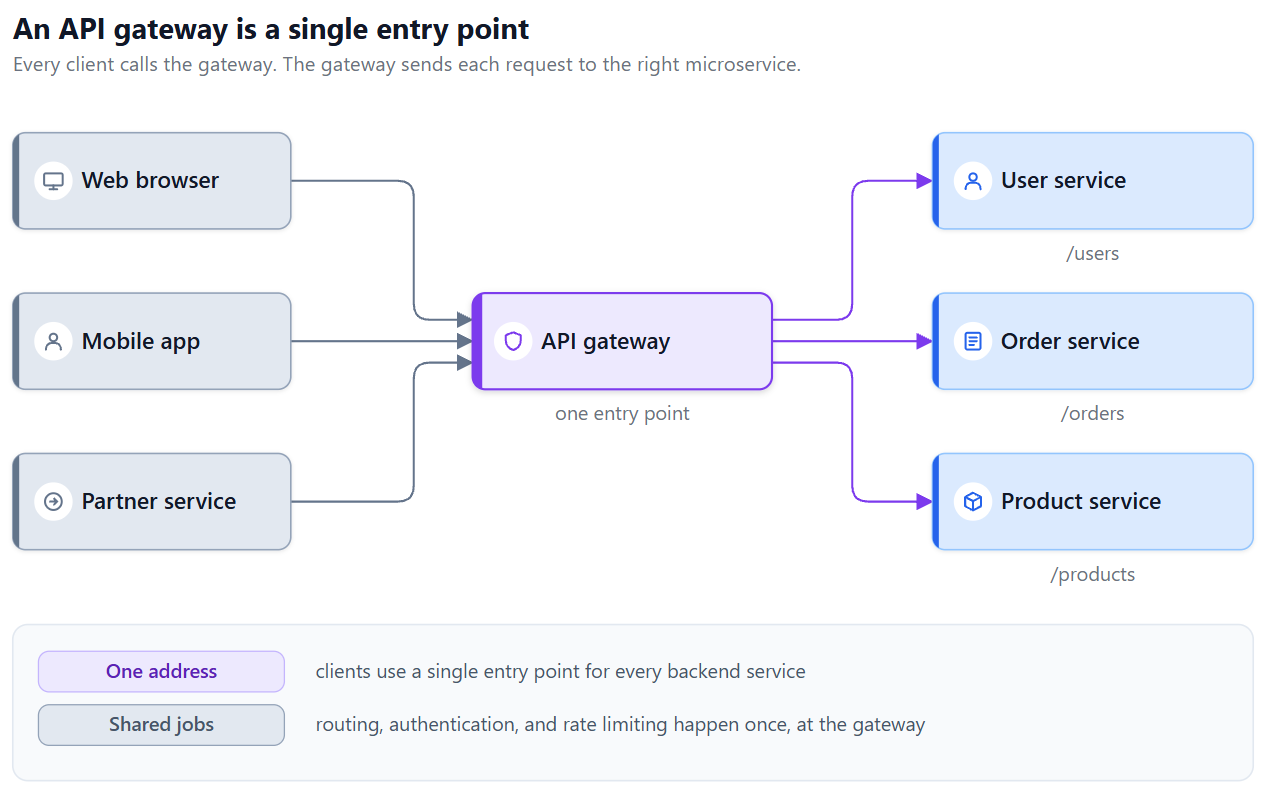 An API gateway is a single entry point
Every client calls the gateway. The gateway sends each request to the right microservice.
Web browser
User service
/users
Mobile app
API gateway
Order service
one entry point
/orders
Partner service
Product service
/products
One address
clients use a single entry point for every backend service
Shared jobs
routing, authentication, and rate limiting happen once, at the gateway